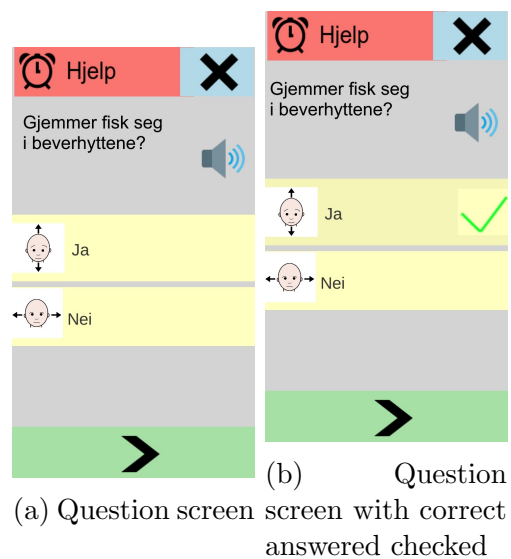 Hjelp
Gjemmer fisk seg
i beverhyttene?
Ja
Nei
(a) Question screen
Hjelp
Gjemmer fisk seg
i beverhyttene?
Ja
Nei
(b) Question
screen with correct
answered checked